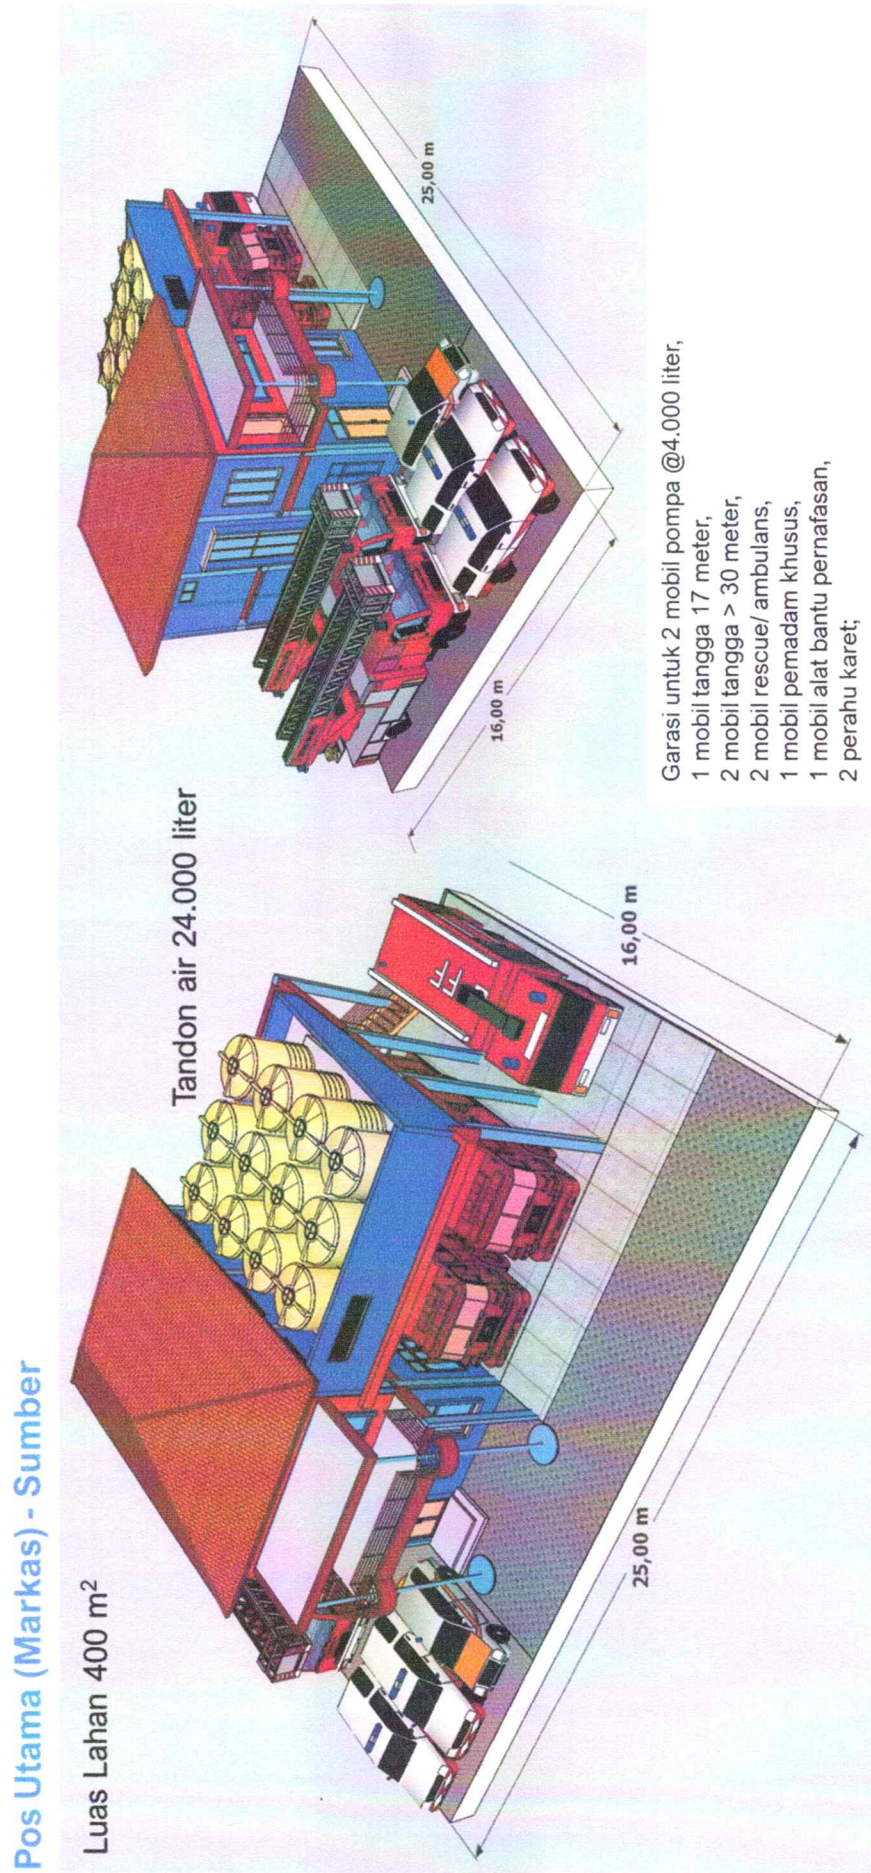 Pos Utama (Markas) - Sumber
Luas Lahan 400 m²
Tandon air 24.000 liter
25,00 m
16,00 m
16,00 m
25,00 m
Garasi untuk 2 mobil pompa @4.000 liter,
1 mobil tangga 17 meter,
2 mobil tangga > 30 meter,
2 mobil rescue/ ambulans,
1 mobil pemadam khusus,
1 mobil alat bantu pernafasan,
2 perahu karet;